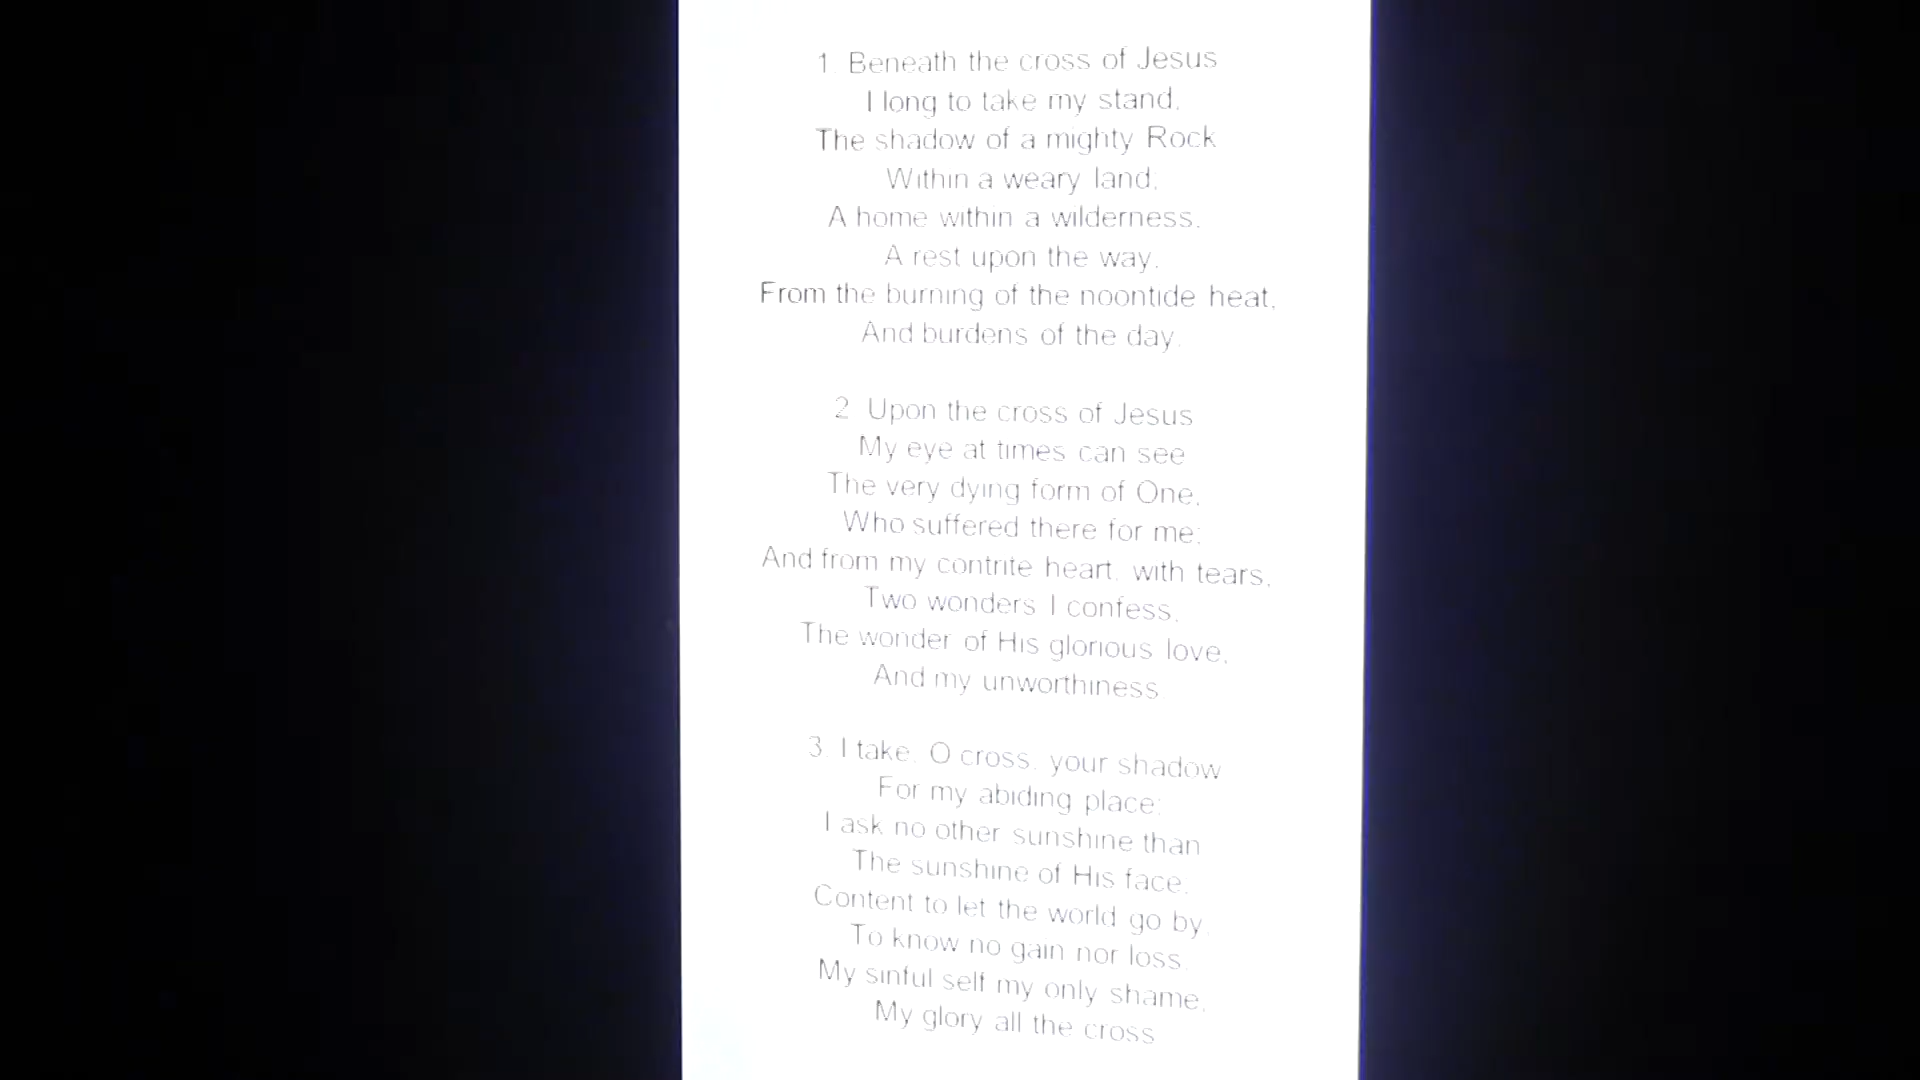 1. Beneath the cross of Jesus
I long to take my stand,
The shadow of a mighty Rock
Within a weary land;
A home within a wilderness,
A rest upon the way,
From the burning of the noontide heat,
And burdens of the day.
2. Upon the cross of Jesus
My eye at times can see
The very dying form of One,
Who suffered there for me;
And from my contrite heart, with tears,
Two wonders I confess,
The wonder of His glorious love,
And my unworthiness.
3. I take, O cross, your shadow
For my abiding place;
I ask no other sunshine than
The sunshine of His face,
Content to let the world go by,
To know no gain nor loss,
My sinful self my only shame,
My glory all the cross